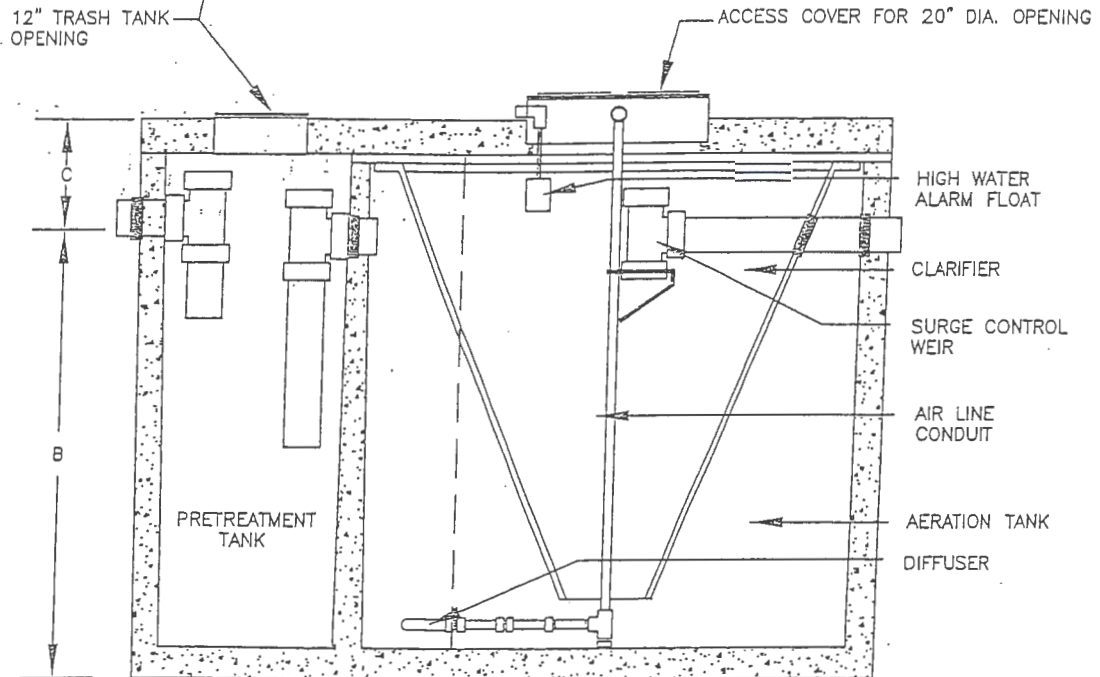 12" TRASH TANK
OPENING
ACCESS COVER FOR 20" DIA. OPENING
C
HIGH WATER
ALARM FLOAT
CLARIFIER
SURGE CONTROL
WEIR
AIR LINE
CONDUIT
B
PRETREATMENT
TANK
AERATION TANK
DIFFUSER